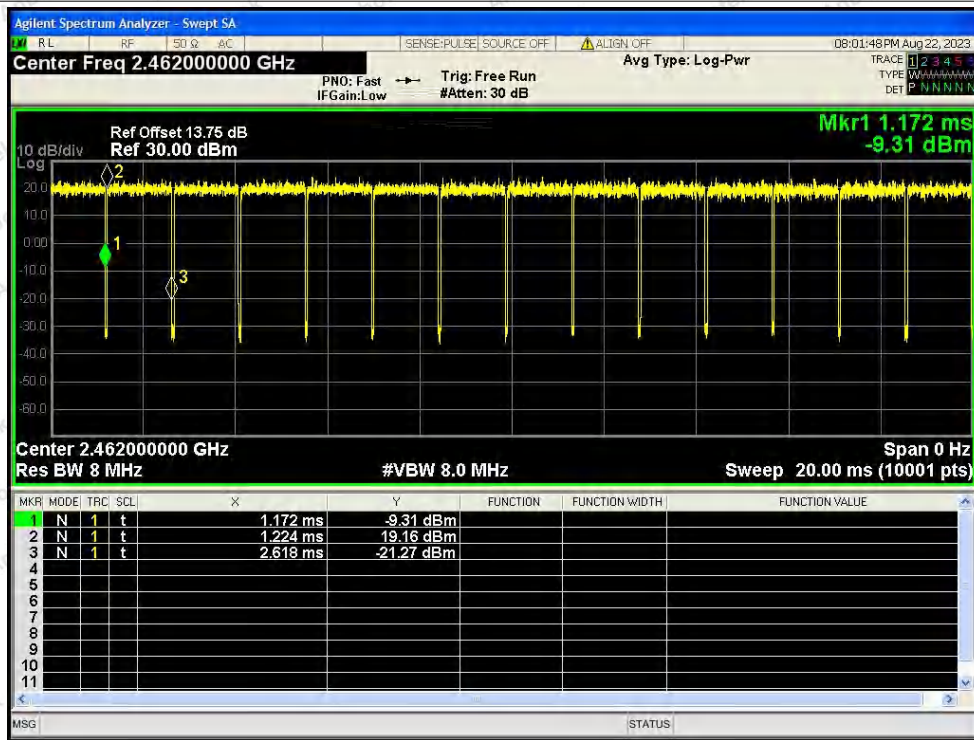 Agilent Spectrum Analyzer - Swept SA
RL RF 50 Ω AC SENSE:PULSE SOURCE OFF ALIGN OFF 08:01:48 PM Aug 22, 2023
Center Freq 2.462000000 GHz Avg Type: Log-Pwr TRACE 1 2 3 4 5
PNO: Fast Trig: Free Run TYPE
IFGain:Low #Atten: 30 dB DET P N N N N N
Mkr1 1.172 ms
-9.31 dBm
Ref Offset 13.75 dB
10 dB/div Ref 30.00 dBm
Log
2
20.0
10.0
0.00 1
-10.0
3
-20.0
-30.0
-40.0
-50.0
-60.0
Center 2.462000000 GHz Span 0 Hz
Res BW 8 MHz #VBW 8.0 MHz Sweep 20.00 ms (10001 pts)
MKR MODE TRC SCL X Y FUNCTION FUNCTION WIDTH FUNCTION VALUE
1 N 1 t 1.172 ms -9.31 dBm
2 N 1 t 1.224 ms 19.16 dBm
3 N 1 t 2.618 ms -21.27 dBm
4
5
6
7
8
9
10
11
MSG STATUS